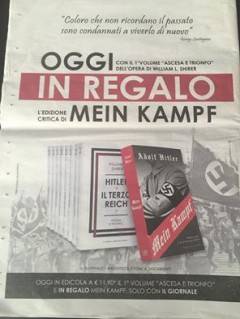 "Coloro che non ricordano il passato
sono condannati a viverlo di nuovo"
OGGI CON IL 1° VOLUME "ASCESA E TRIONFO"
DELL'OPERA DI WILLIAM L. SHIRER
IN REGALO
L'EDIZIONE
CRITICA DI
MEIN KAMPF
HITLER
IL TERZO
REICH
Adolf Hitler
Mein Kampf
OGGI IN EDICOLA A € 11,90* IL 1° VOLUME "ASCESA E TRIONFO"
E IN REGALO MEIN KAMPF. SOLO CON IL GIORNALE